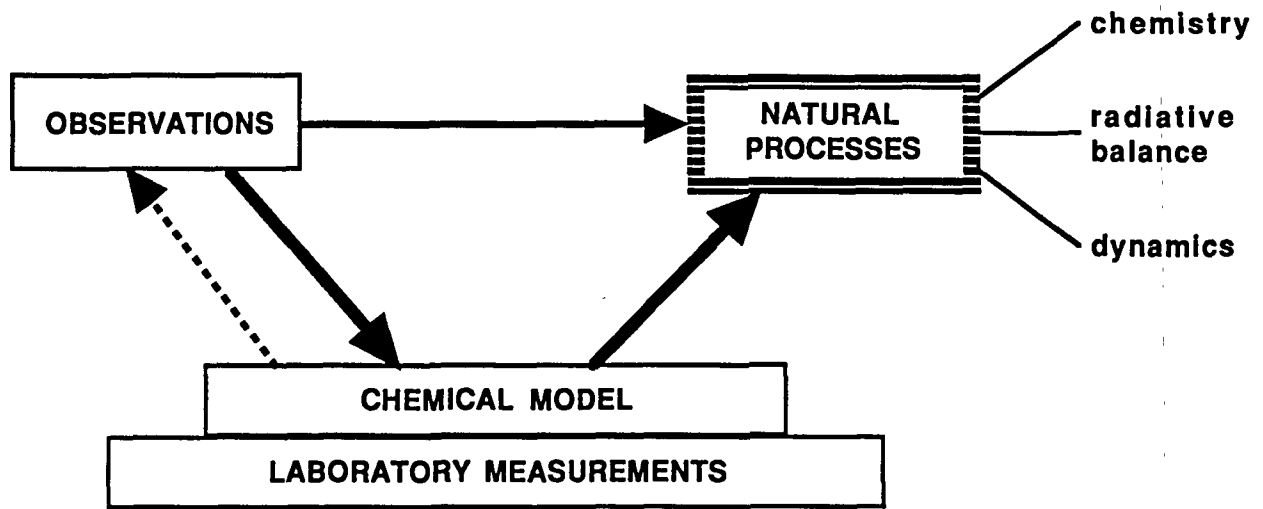 chemistry
OBSERVATIONS
NATURAL
PROCESSES
radiative
balance
dynamics
CHEMICAL MODEL
LABORATORY MEASUREMENTS